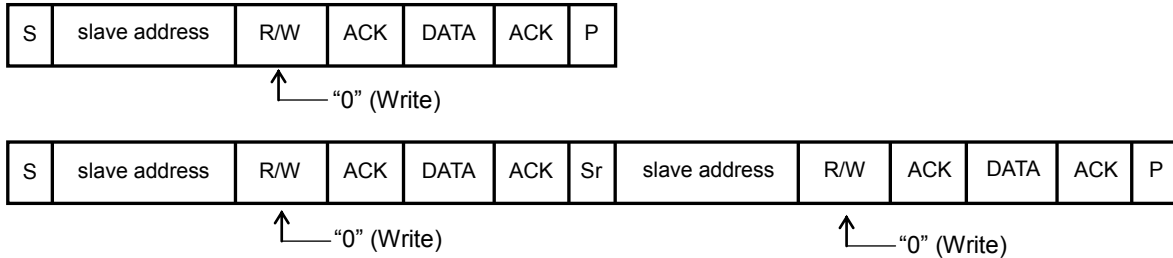 S slave address R/W ACK DATA ACK P
“0” (Write)
S slave address R/W ACK DATA ACK Sr slave address R/W ACK DATA ACK P
“0” (Write) “0” (Write)